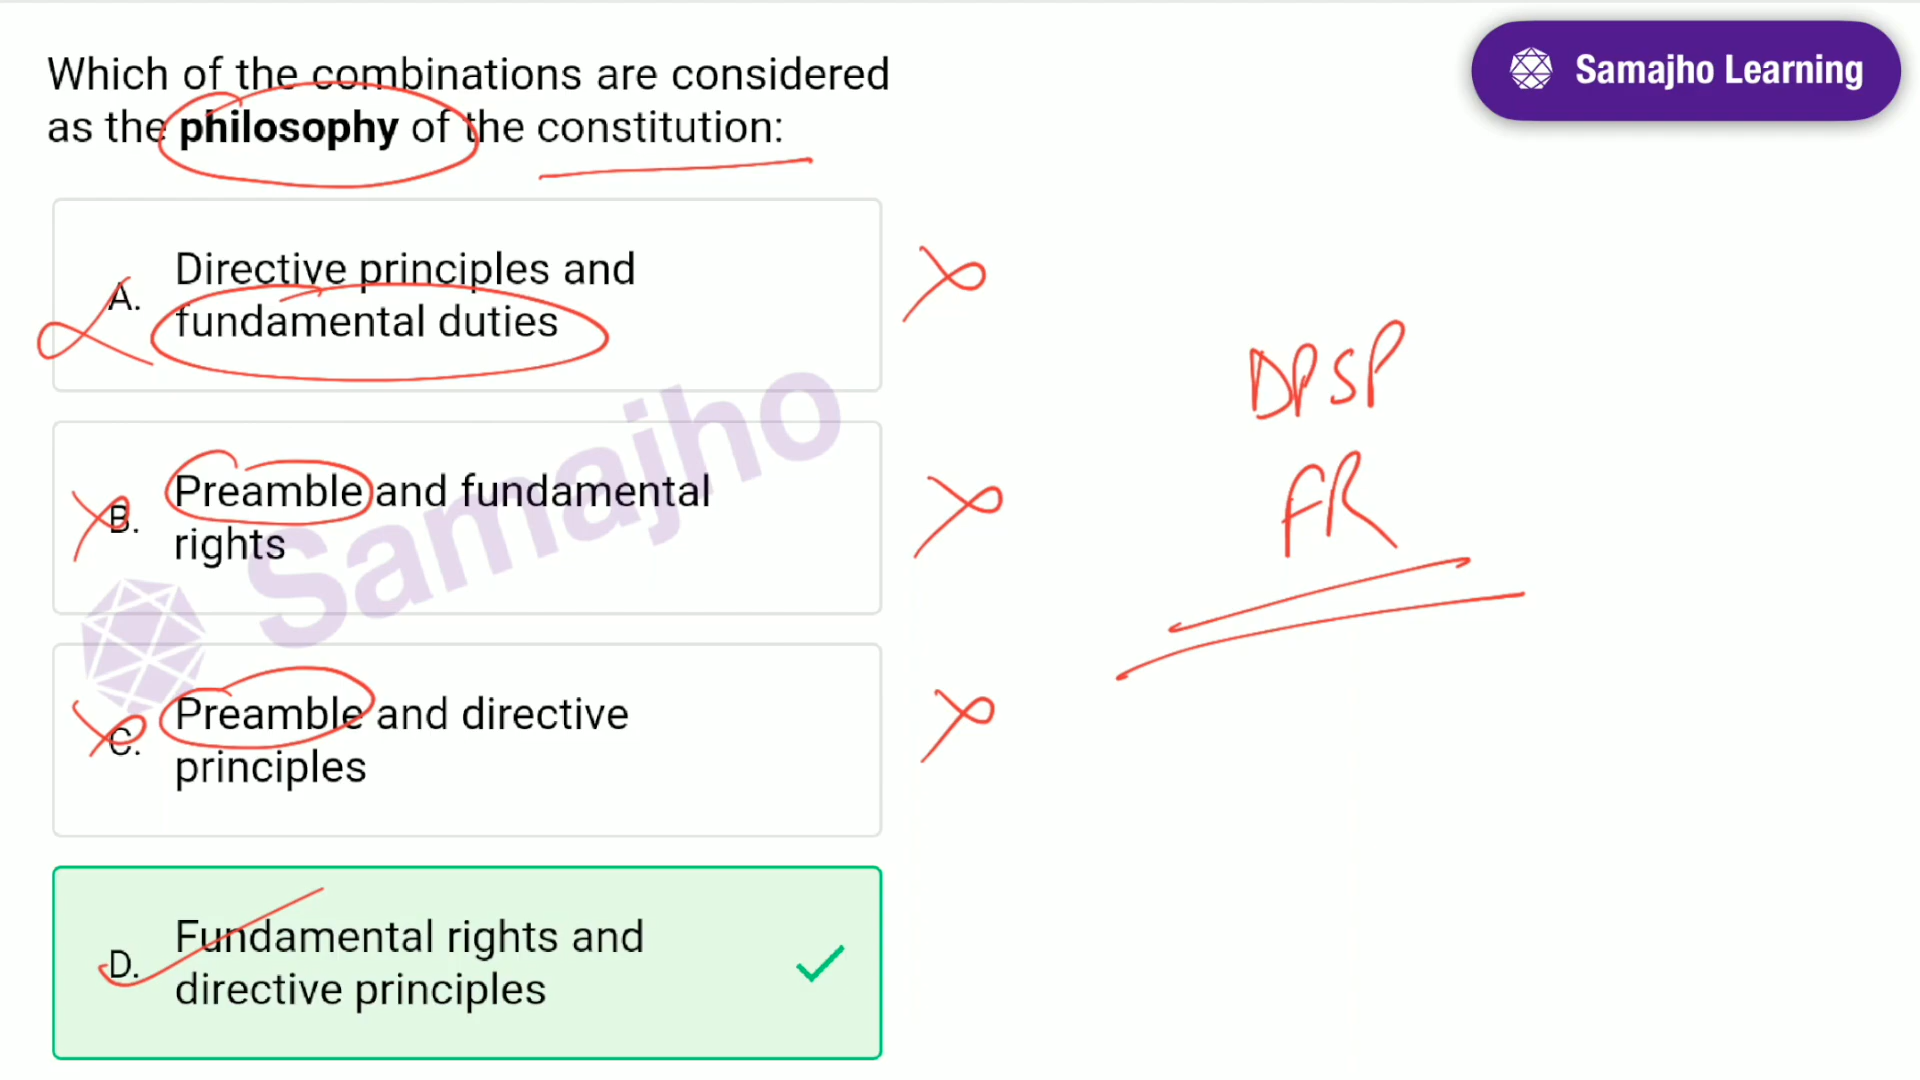 Samajho Learning
Which of the combinations are considered
as the philosophy of the constitution:
A. Directive principles and
fundamental duties
B. Preamble and fundamental
rights
C. Preamble and directive
principles
D. Fundamental rights and
directive principles
DPSP
FR
Samajho